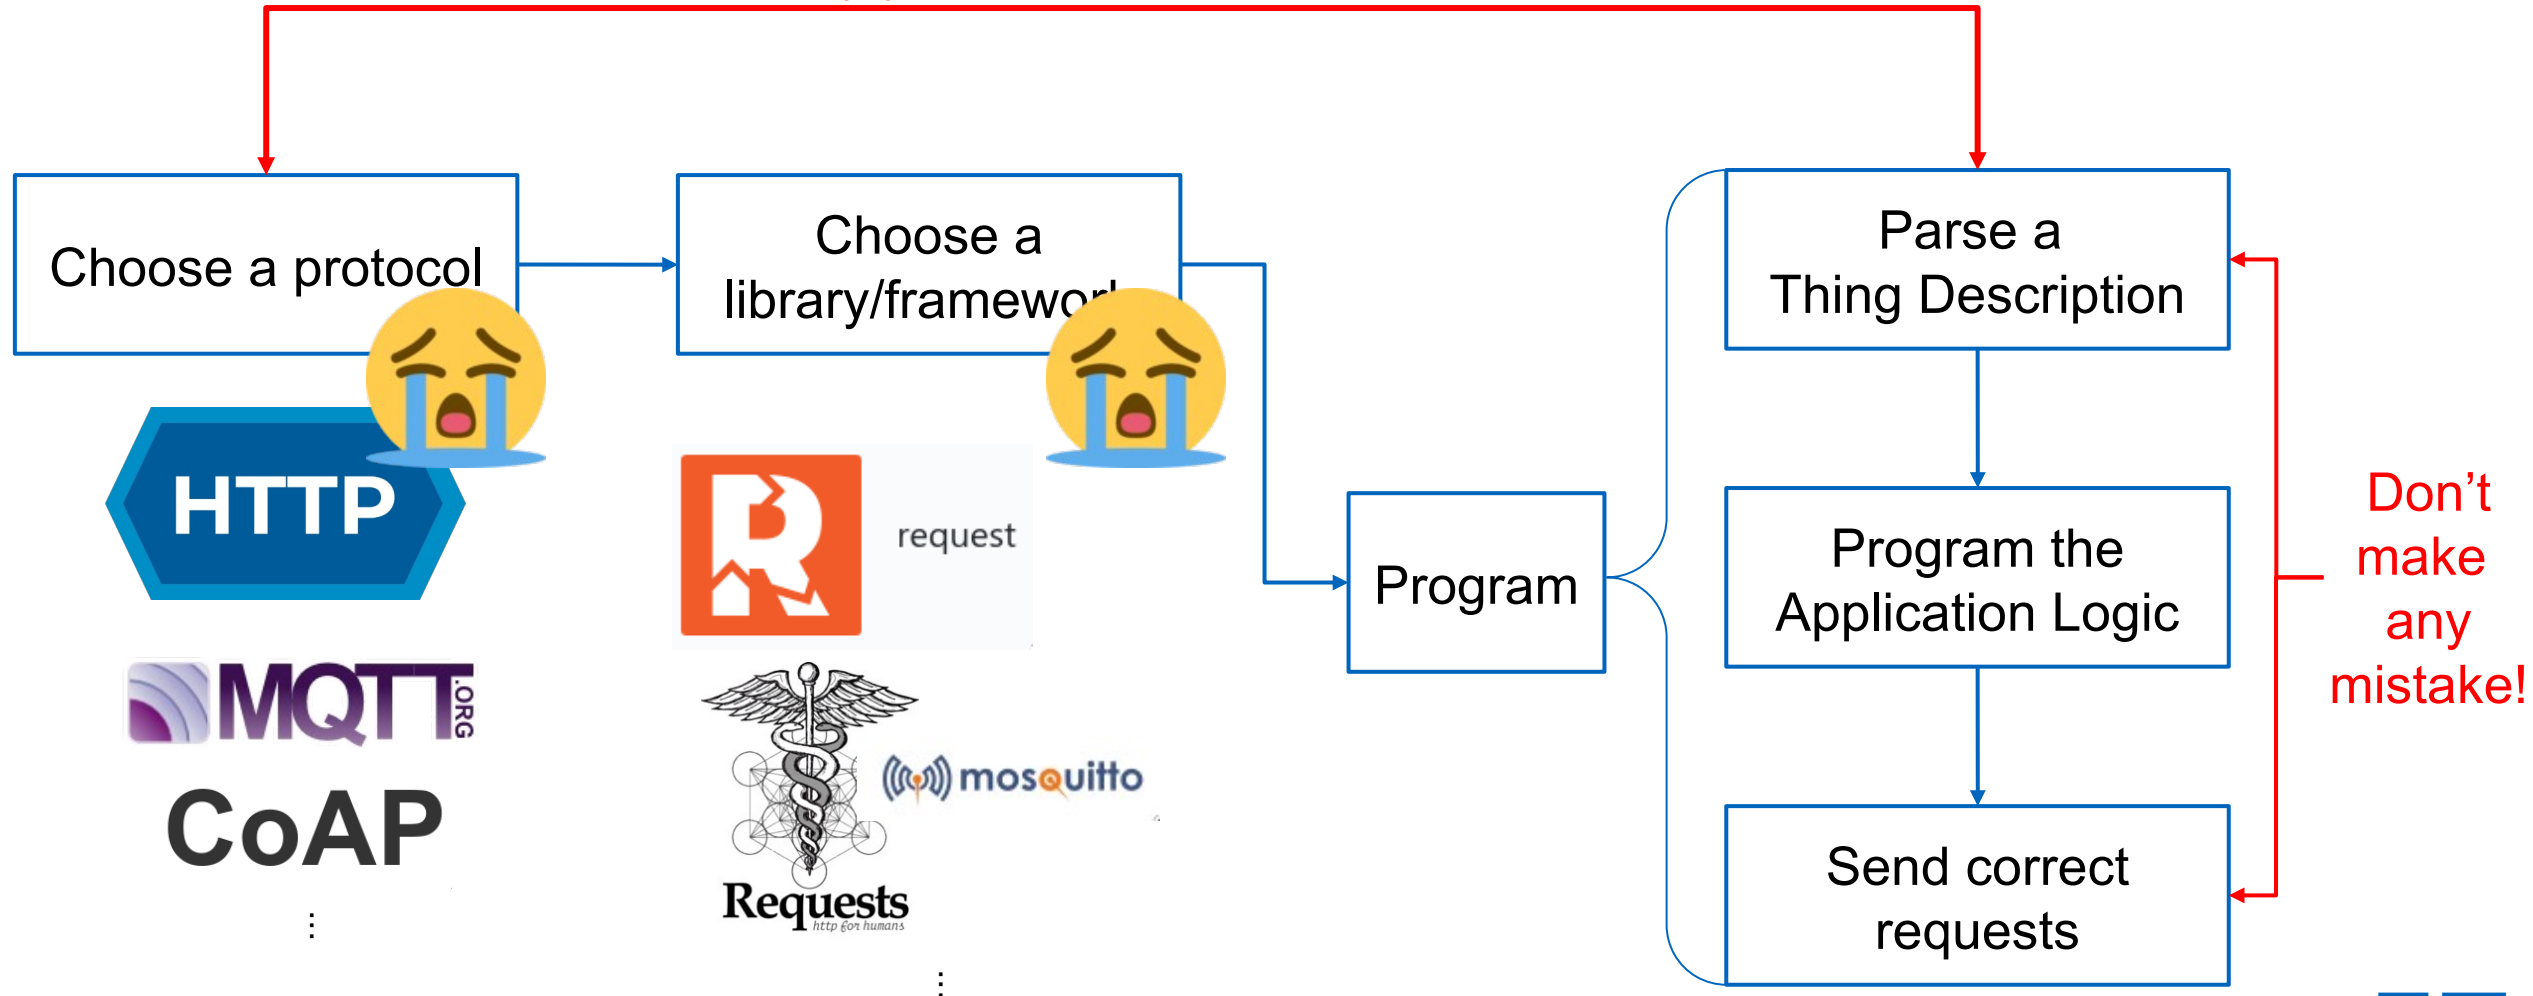 Choose a protocol
Choose a
library/framework
Parse a
Thing Description
HTTP
request
MQTT
.ORG
CoAP
⋮
mosquitto
Requests
http for humans
⋮
Program
Program the
Application Logic
Send correct
requests
Don’t
make
any
mistake!